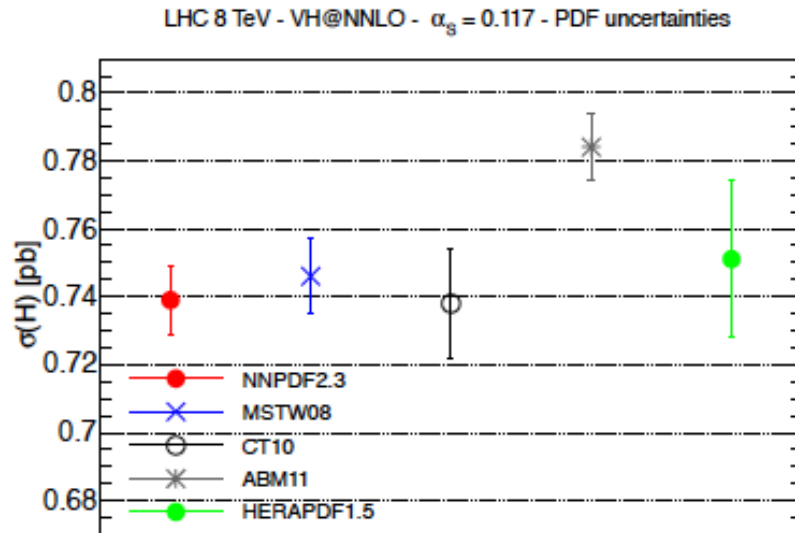 LHC 8 TeV - VH@NNLO - αs = 0.117 - PDF uncertainties
σ(H) [pb]
0.8
0.78
0.76
0.74
0.72
0.7
0.68
NNPDF2.3
MSTW08
CT10
ABM11
HERAPDF1.5